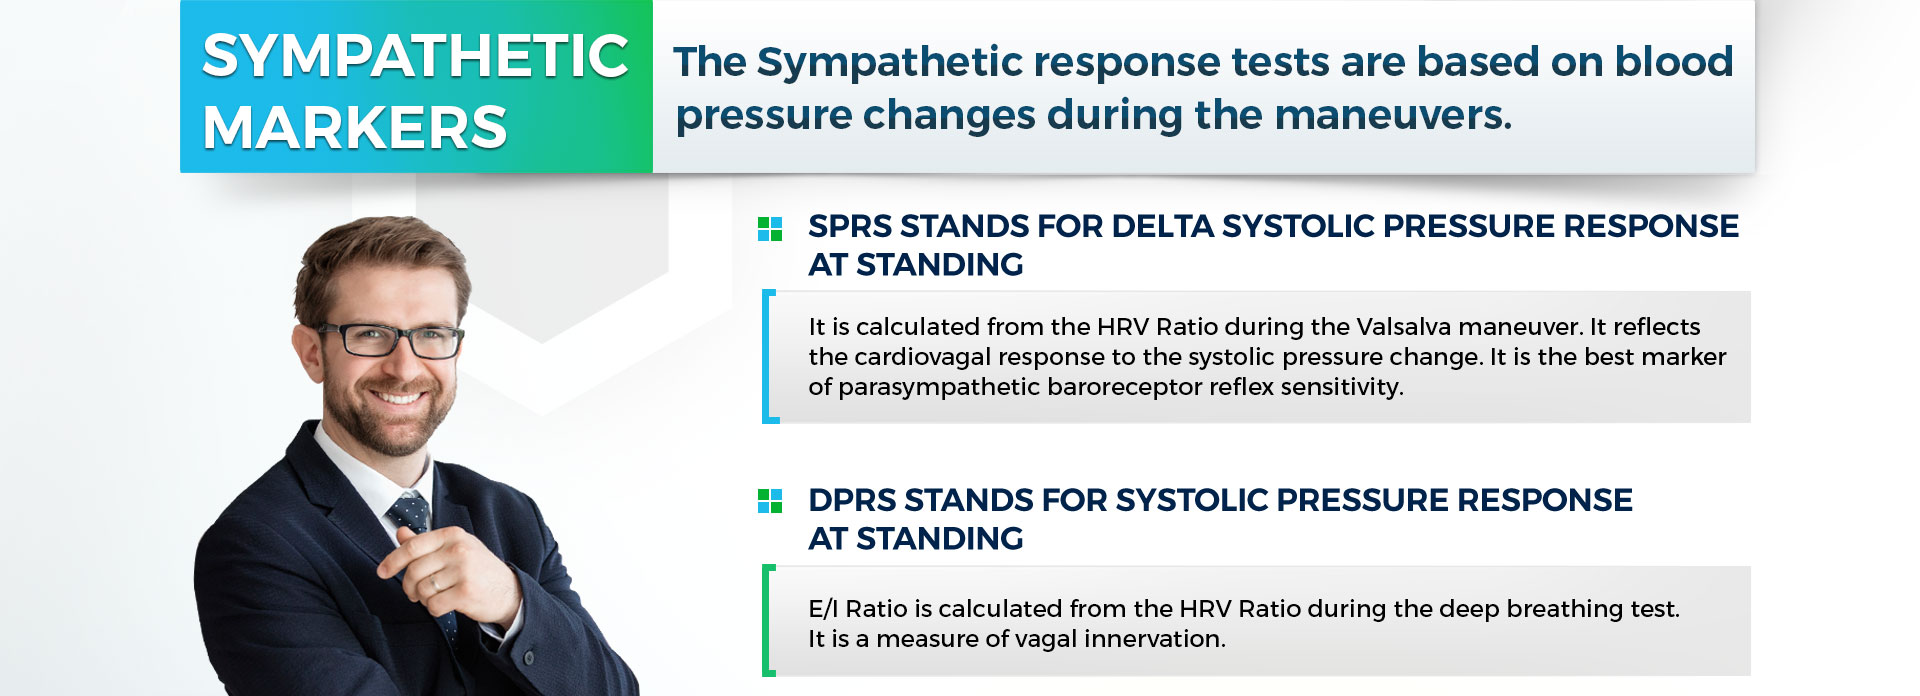 SYMPATHETIC
MARKERS
The Sympathetic response tests are based on blood
pressure changes during the maneuvers.
SPRS STANDS FOR DELTA SYSTOLIC PRESSURE RESPONSE
AT STANDING
It is calculated from the HRV Ratio during the Valsalva maneuver. It reflects
the cardiovagal response to the systolic pressure change. It is the best marker
of parasympathetic baroreceptor reflex sensitivity.
DPRS STANDS FOR SYSTOLIC PRESSURE RESPONSE
AT STANDING
E/I Ratio is calculated from the HRV Ratio during the deep breathing test.
It is a measure of vagal innervation.